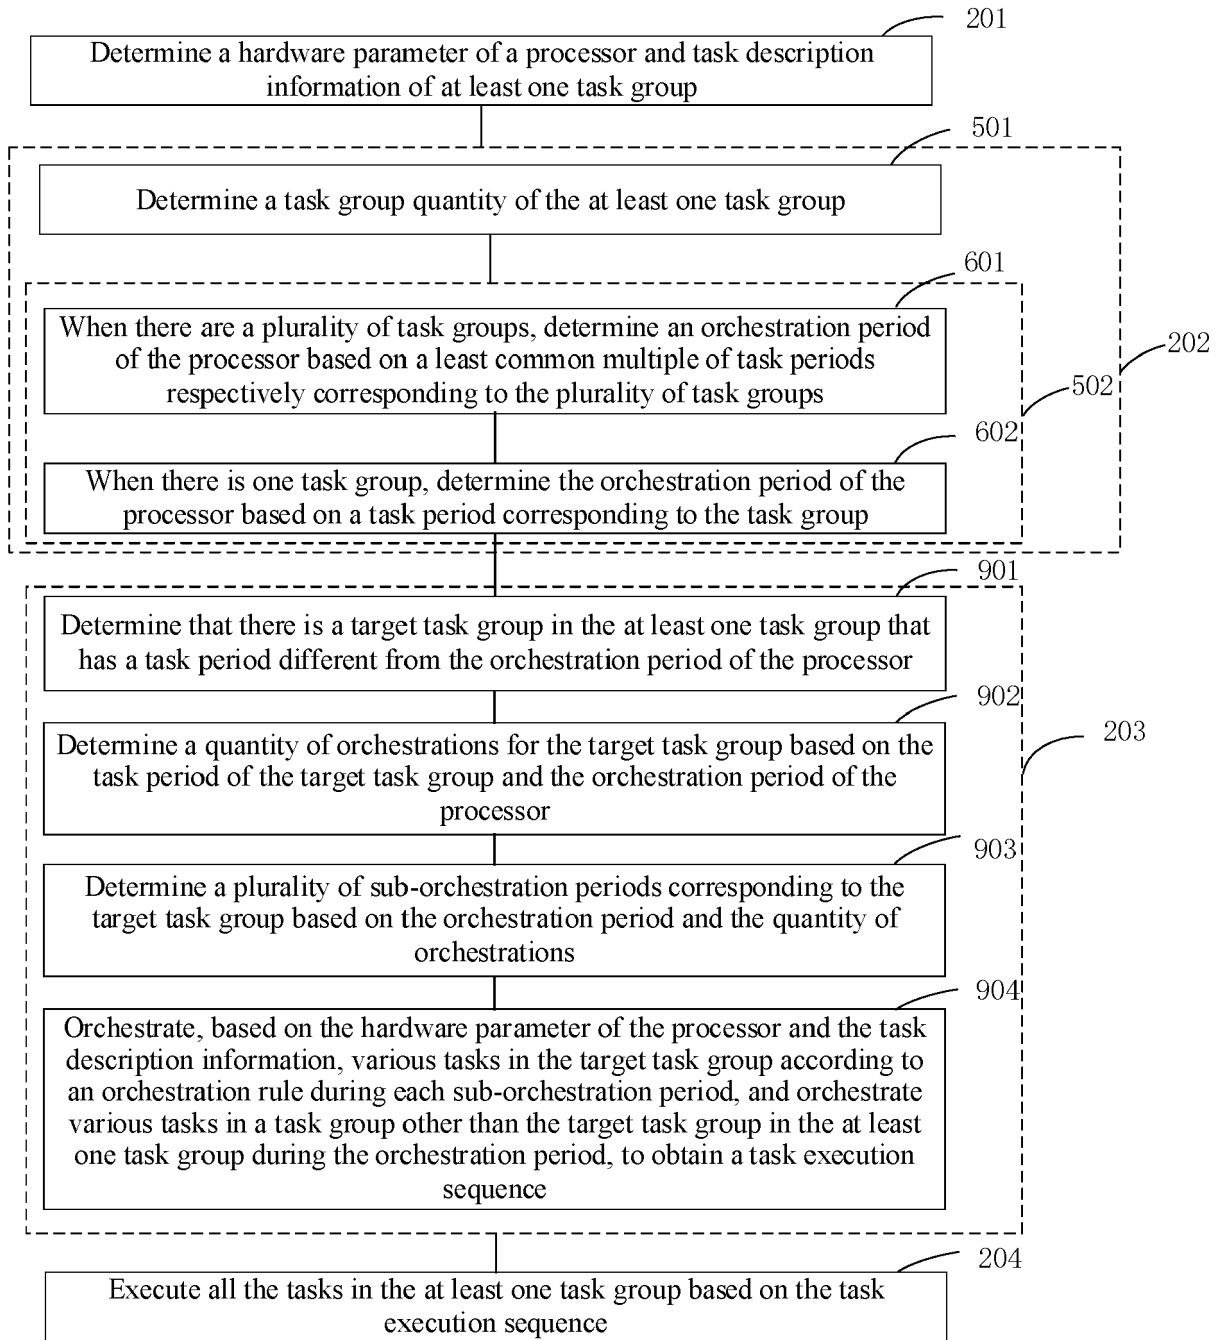 201
Determine a hardware parameter of a processor and task description
information of at least one task group
501
Determine a task group quantity of the at least one task group
601
When there are a plurality of task groups, determine an orchestration period
of the processor based on a least common multiple of task periods
respectively corresponding to the plurality of task groups
202
502
602
When there is one task group, determine the orchestration period of the
processor based on a task period corresponding to the task group
901
Determine that there is a target task group in the at least one task group that
has a task period different from the orchestration period of the processor
902
Determine a quantity of orchestrations for the target task group based on the
task period of the target task group and the orchestration period of the
processor
203
903
Determine a plurality of sub-orchestration periods corresponding to the
target task group based on the orchestration period and the quantity of
orchestrations
904
Orchestrate, based on the hardware parameter of the processor and the task
description information, various tasks in the target task group according to
an orchestration rule during each sub-orchestration period, and orchestrate
various tasks in a task group other than the target task group in the at least
one task group during the orchestration period, to obtain a task execution
sequence
204
Execute all the tasks in the at least one task group based on the task
execution sequence